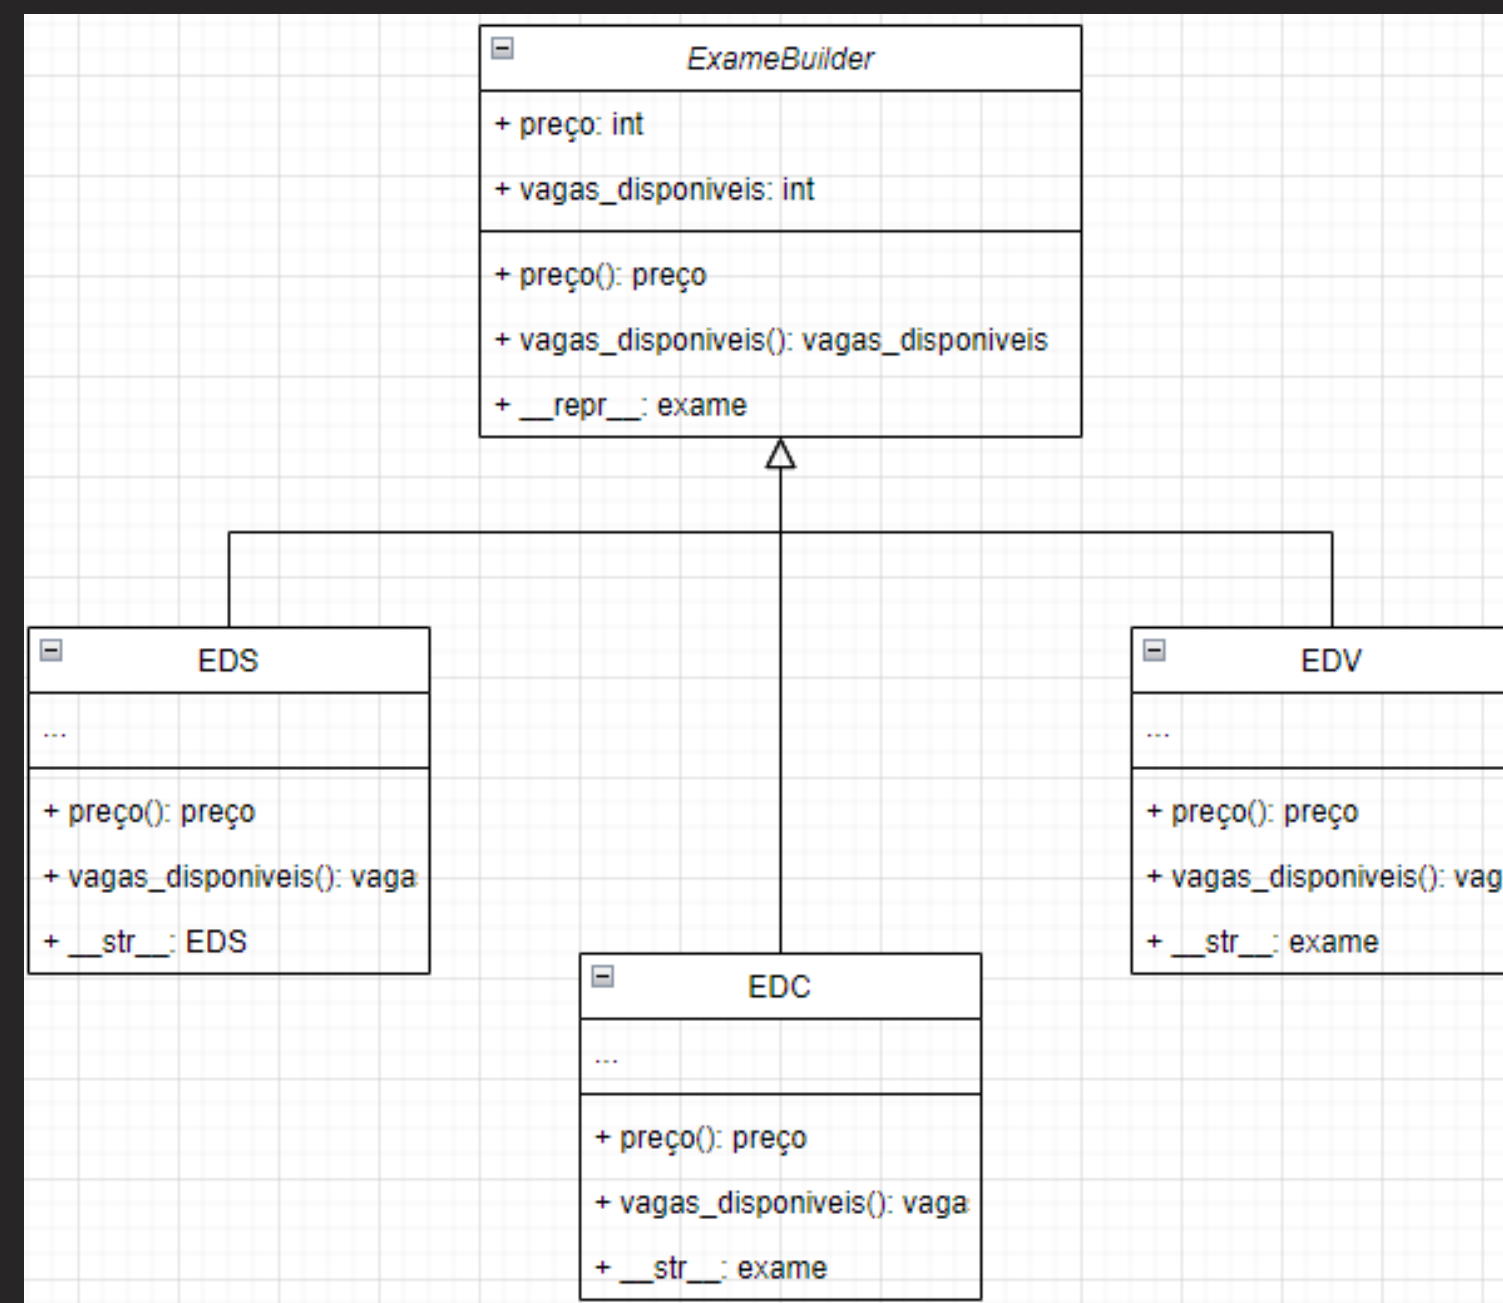 ExameBuilder
+ preço: int
+ vagas_disponiveis: int
+ preço(): preço
+ vagas_disponiveis(): vagas_disponiveis
+ __repr__: exame
EDS
...
+ preço(): preço
+ vagas_disponiveis(): vaga
+ __str__: EDS
EDV
...
+ preço(): preço
+ vagas_disponiveis(): vag
+ __str__: exame
EDC
...
+ preço(): preço
+ vagas_disponiveis(): vaga
+ __str__: exame